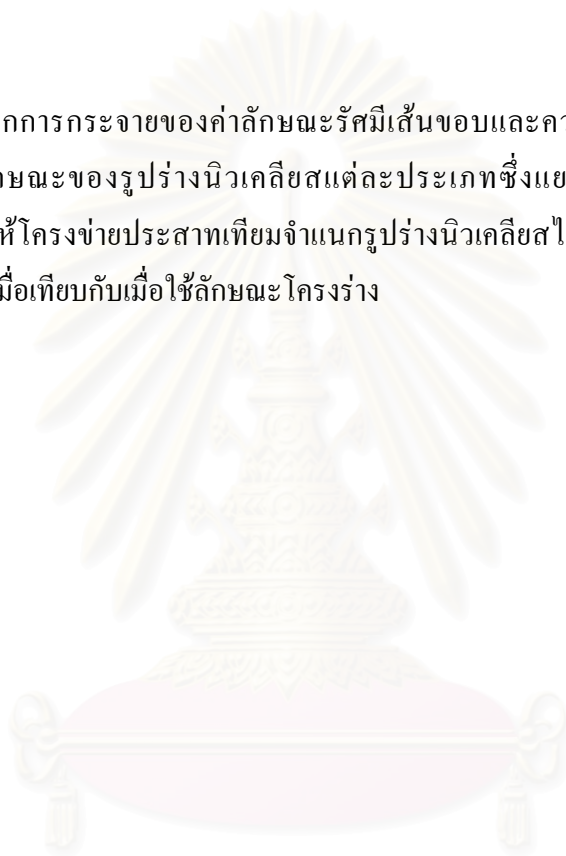 กการกระจายของค่าลักษณะรัศมีเส้นขอบและคว
กษณะของรูปร่างนิวเคลียสแต่ละประเภทซึ่งแย
ห้โครงข่ายประสาทเทียมจำแนกรูปร่างนิวเคลียสไ
มื่อเทียบกับเมื่อใช้ลักษณะโครงร่าง